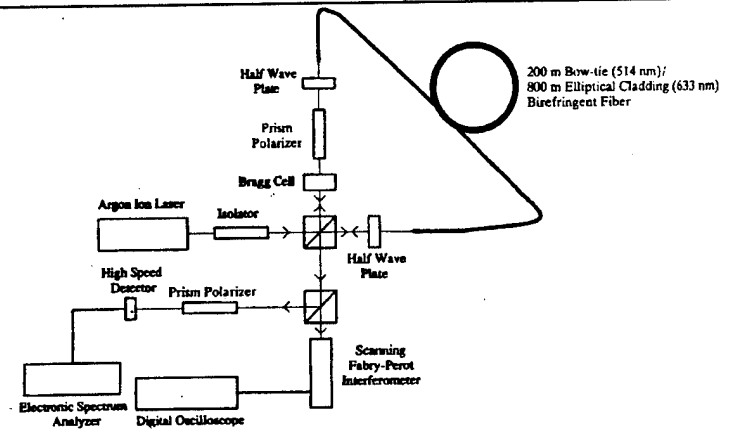 Half Wave
Plate
200 m Bow-tie (514 nm)/
800 m Elliptical Cladding (633 nm)
Birefringent Fiber
Prism
Polarizer
Bragg Cell
Argon Ion Laser
Isolator
Half Wave
Plate
High Speed
Detector
Prism Polarizer
Scanning
Fabry-Perot
Interferometer
Electronic Spectrum
Analyzer
Digital Oscilloscope